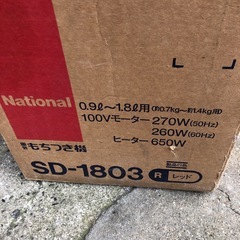 National
0.9ℓ〜1.8ℓ用(約0.7kg〜約1.4kg用)
100Vモーター 270W(50Hz)
260W(60Hz)
ヒーター 650W
もちつき機
SD-1803 R レッド